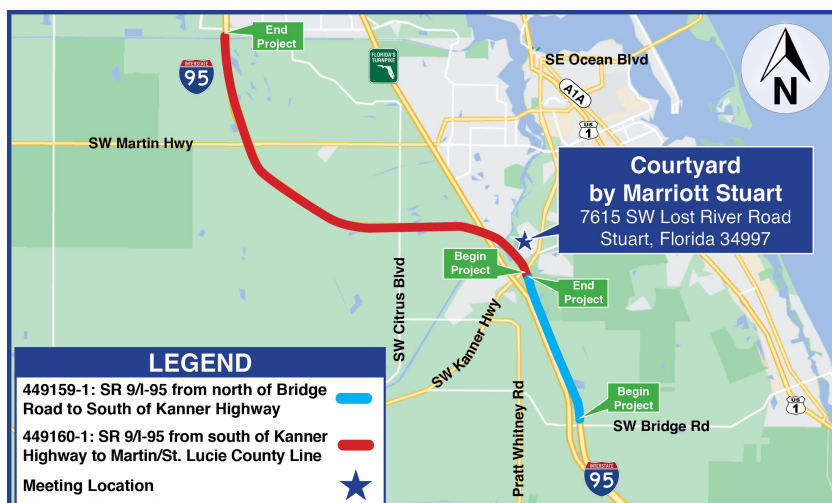 End
Project
INTERSTATE
95
FLORIDA'S
TURNPIKE
SE Ocean Blvd
A1A
US
1
N
SW Martin Hwy
Courtyard
by Marriott Stuart
7615 SW Lost River Road
Stuart, Florida 34997
Begin
Project
End
Project
SW Citrus Blvd
SW Kanner Hwy
Pratt Whitney Rd
Begin
Project
SW Bridge Rd
US
1
INTERSTATE
95
LEGEND
449159-1: SR 9/I-95 from north of Bridge
Road to South of Kanner Highway
449160-1: SR 9/I-95 from south of Kanner
Highway to Martin/St. Lucie County Line
Meeting Location